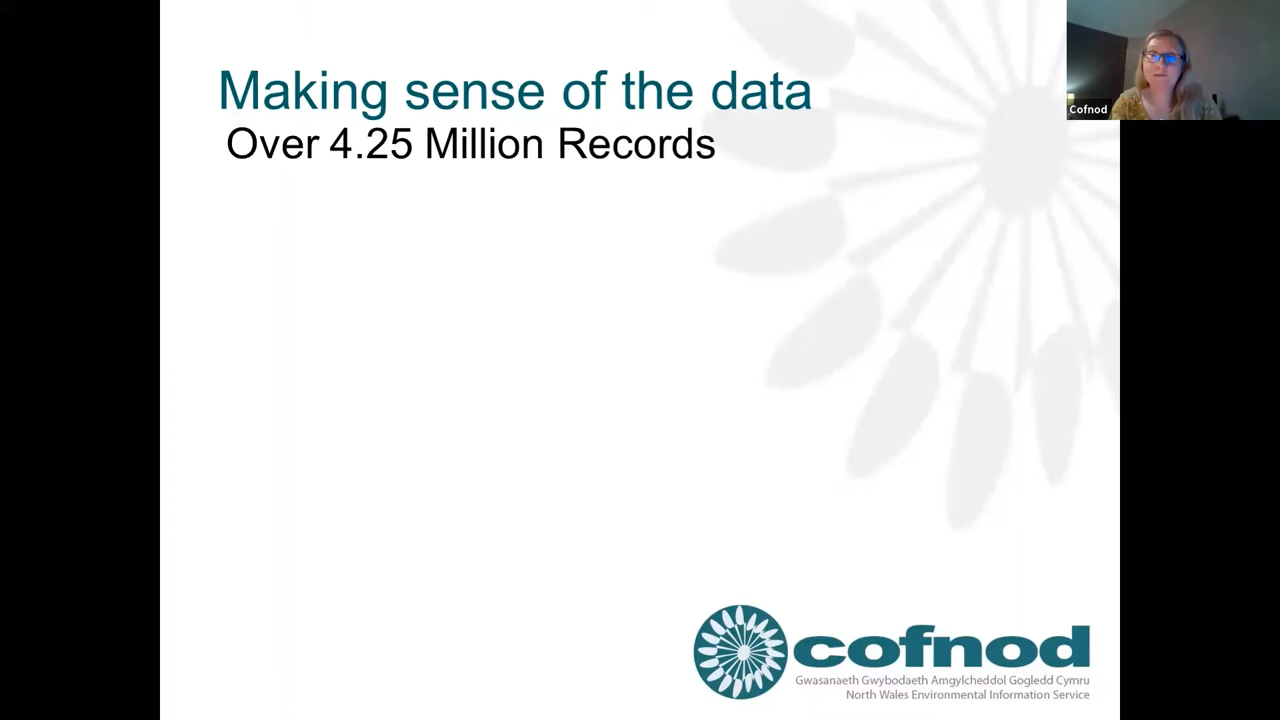 Making sense of the data
Over 4.25 Million Records
Cofnod
cofnod
Gwasanaeth Gwybodaeth Amgylcheddol Gogledd Cymru
North Wales Environmental Information Service